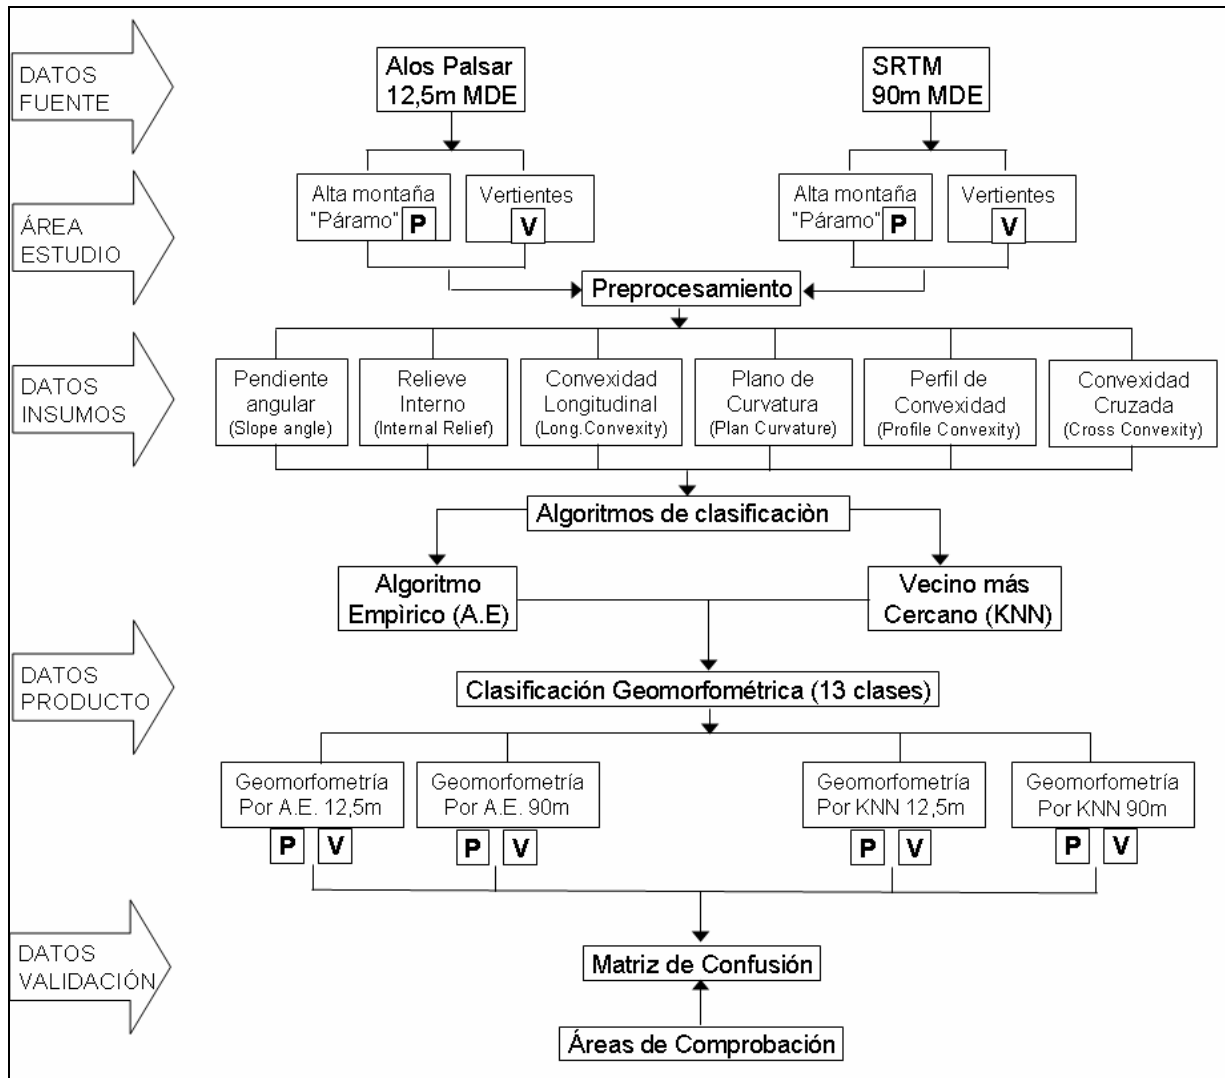 DATOS
FUENTE
Alos Palsar
12,5m MDE
SRTM
90m MDE
ÁREA
ESTUDIO
Alta montaña
"Páramo" P
Vertientes
V
Alta montaña
"Páramo" P
Vertientes
V
Preprocesamiento
DATOS
INSUMOS
Pendiente
angular
(Slope angle)
Relieve
Interno
(Internal Relief)
Convexidad
Longitudinal
(Long.Convexity)
Plano de
Curvatura
(Plan Curvature)
Perfil de
Convexidad
(Profile Convexity)
Convexidad
Cruzada
(Cross Convexity)
Algoritmos de clasificaciòn
Algoritmo
Empìrico (A.E)
Vecino más
Cercano (KNN)
DATOS
PRODUCTO
Clasificación Geomorfométrica (13 clases)
Geomorfometría
Por A.E. 12,5m
P V
Geomorfometría
Por A.E. 90m
P V
Geomorfometría
Por KNN 12,5m
P V
Geomorfometría
Por KNN 90m
P V
DATOS
VALIDACIÓN
Matriz de Confusión
Áreas de Comprobación